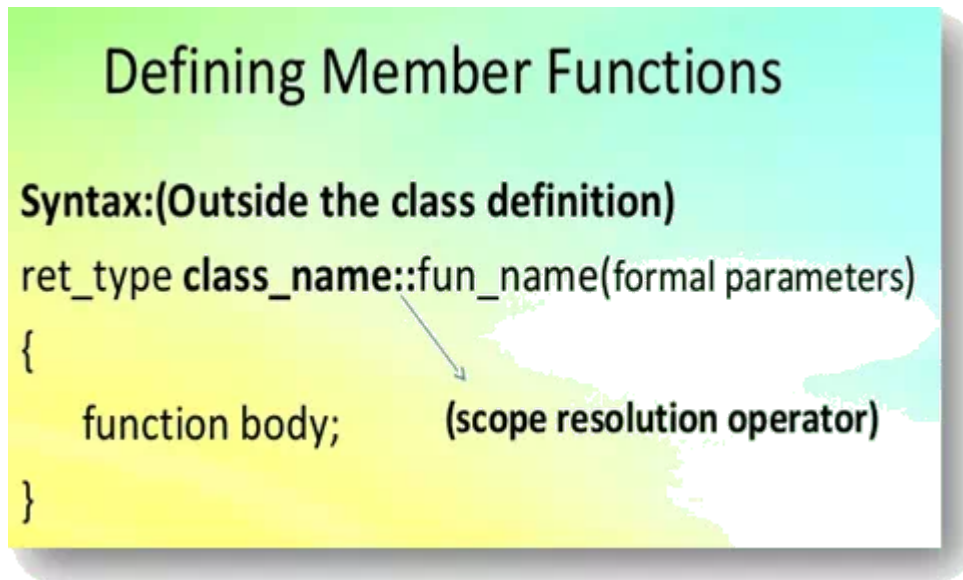 Defining Member Functions
Syntax:(Outside the class definition)
ret_type class_name::fun_name(formal parameters)
{
function body; (scope resolution operator)
}